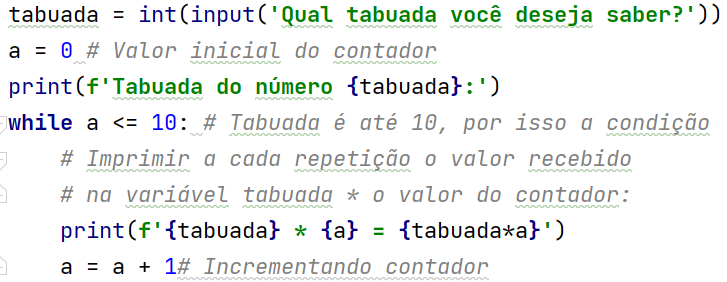 tabuada = int(input('Qual tabuada você deseja saber?'))
a = 0 # Valor inicial do contador
print(f'Tabuada do número {tabuada}:')
while a <= 10: # Tabuada é até 10, por isso a condição
    # Imprimir a cada repetição o valor recebido
    # na variável tabuada * o valor do contador:
    print(f'{tabuada} * {a} = {tabuada*a}')
    a = a + 1# Incrementando contador